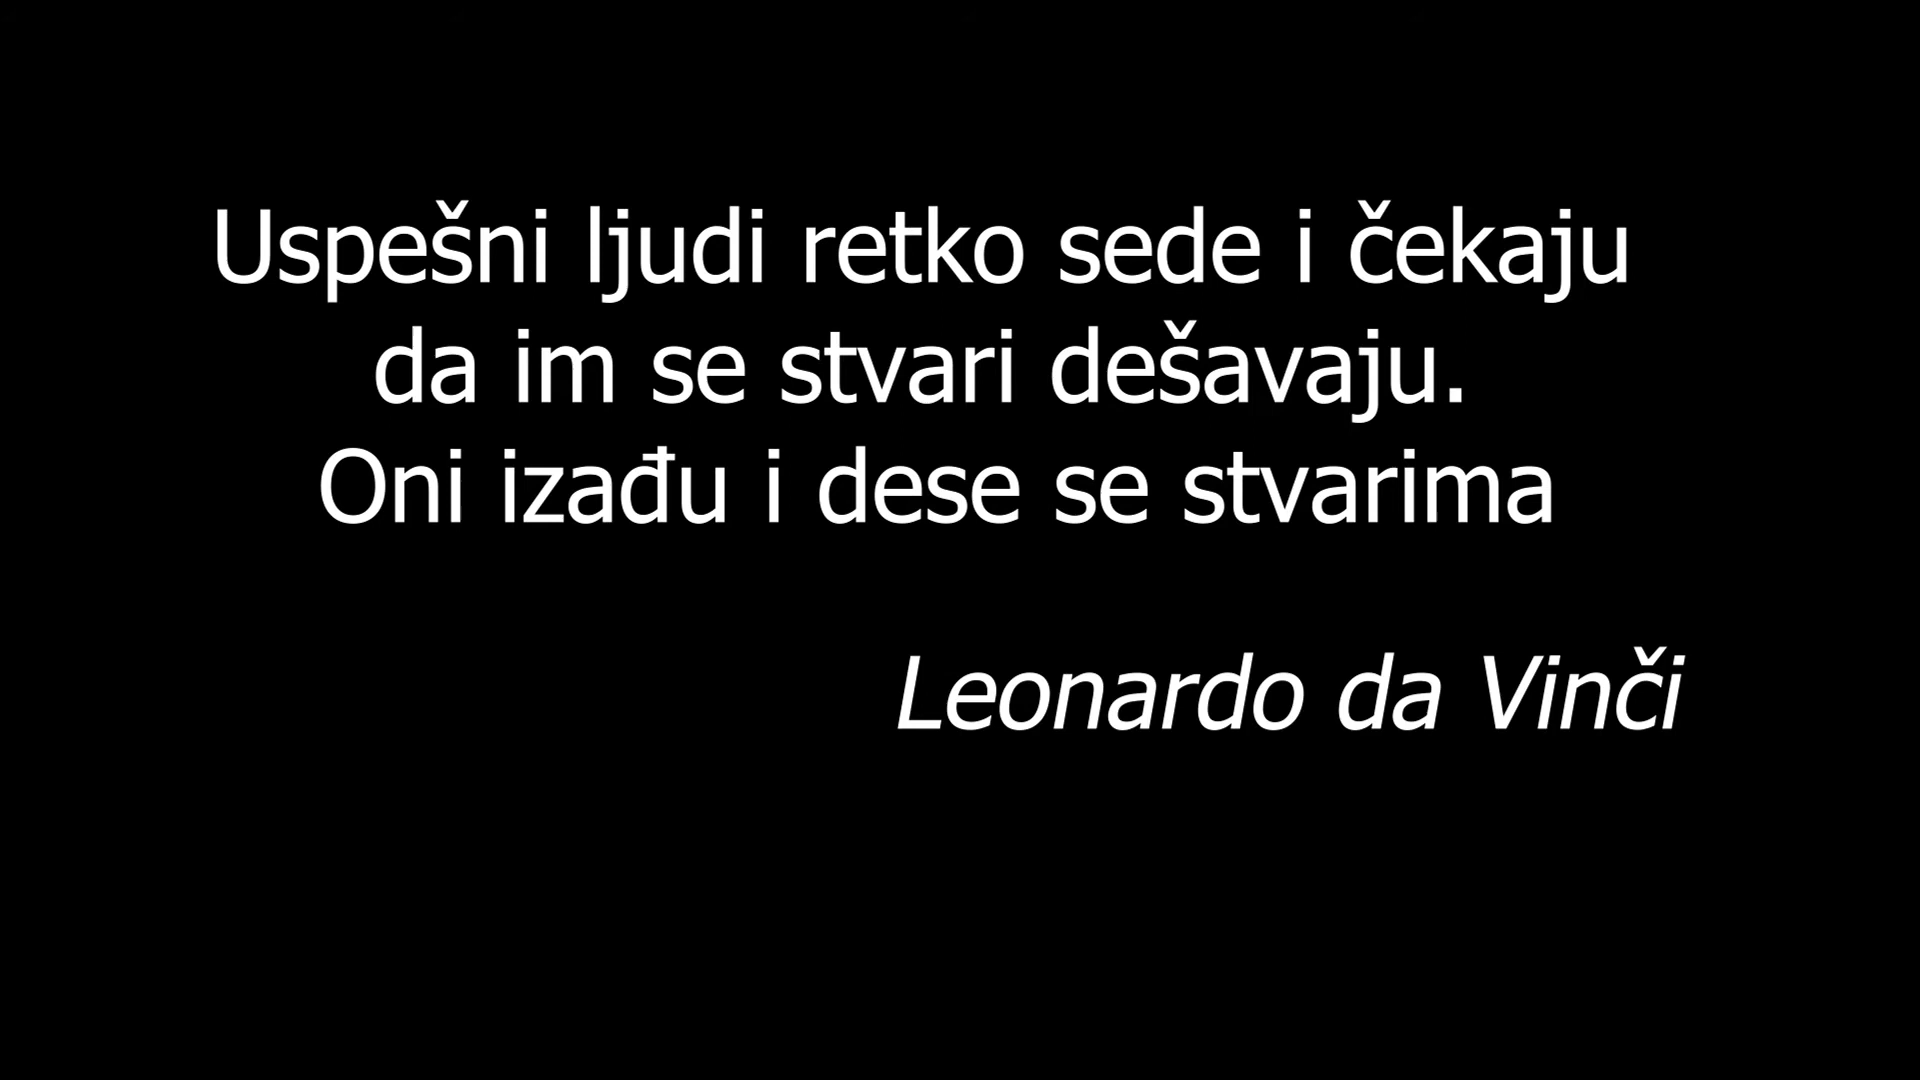 Uspešni ljudi retko sede i čekaju
da im se stvari dešavaju.
Oni izađu i dese se stvarima
Leonardo da Vinči